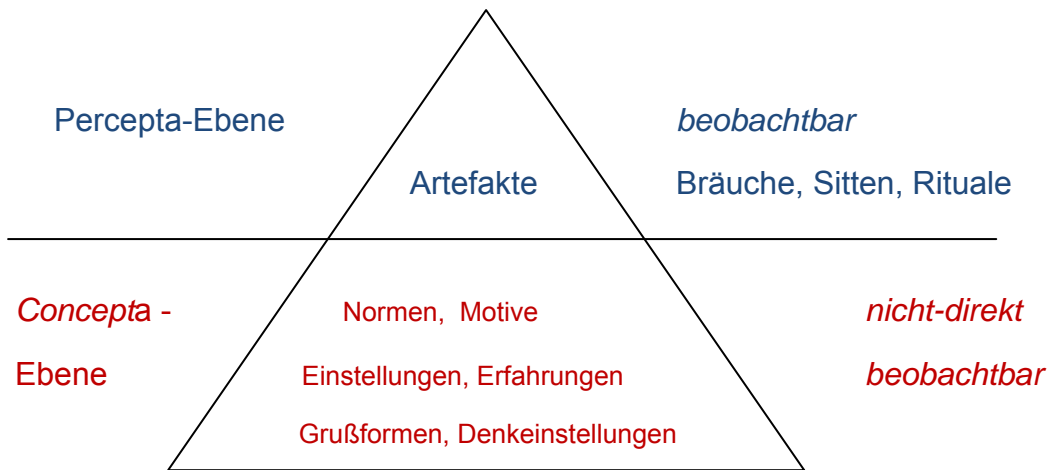 Percepta-Ebene
beobachtbar
Artefakte
Bräuche, Sitten, Rituale
Concepta -
Normen, Motive
nicht-direkt
Ebene
Einstellungen, Erfahrungen
beobachtbar
Grußformen, Denkeinstellungen